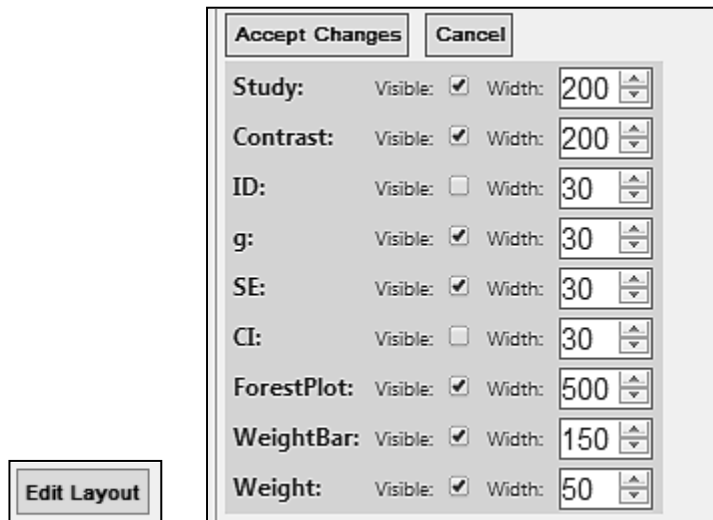 Accept Changes Cancel
Study: Visible: Width: 200
Contrast: Visible: Width: 200
ID: Visible: Width: 30
g: Visible: Width: 30
SE: Visible: Width: 30
CI: Visible: Width: 30
ForestPlot: Visible: Width: 500
WeightBar: Visible: Width: 150
Weight: Visible: Width: 50
Edit Layout